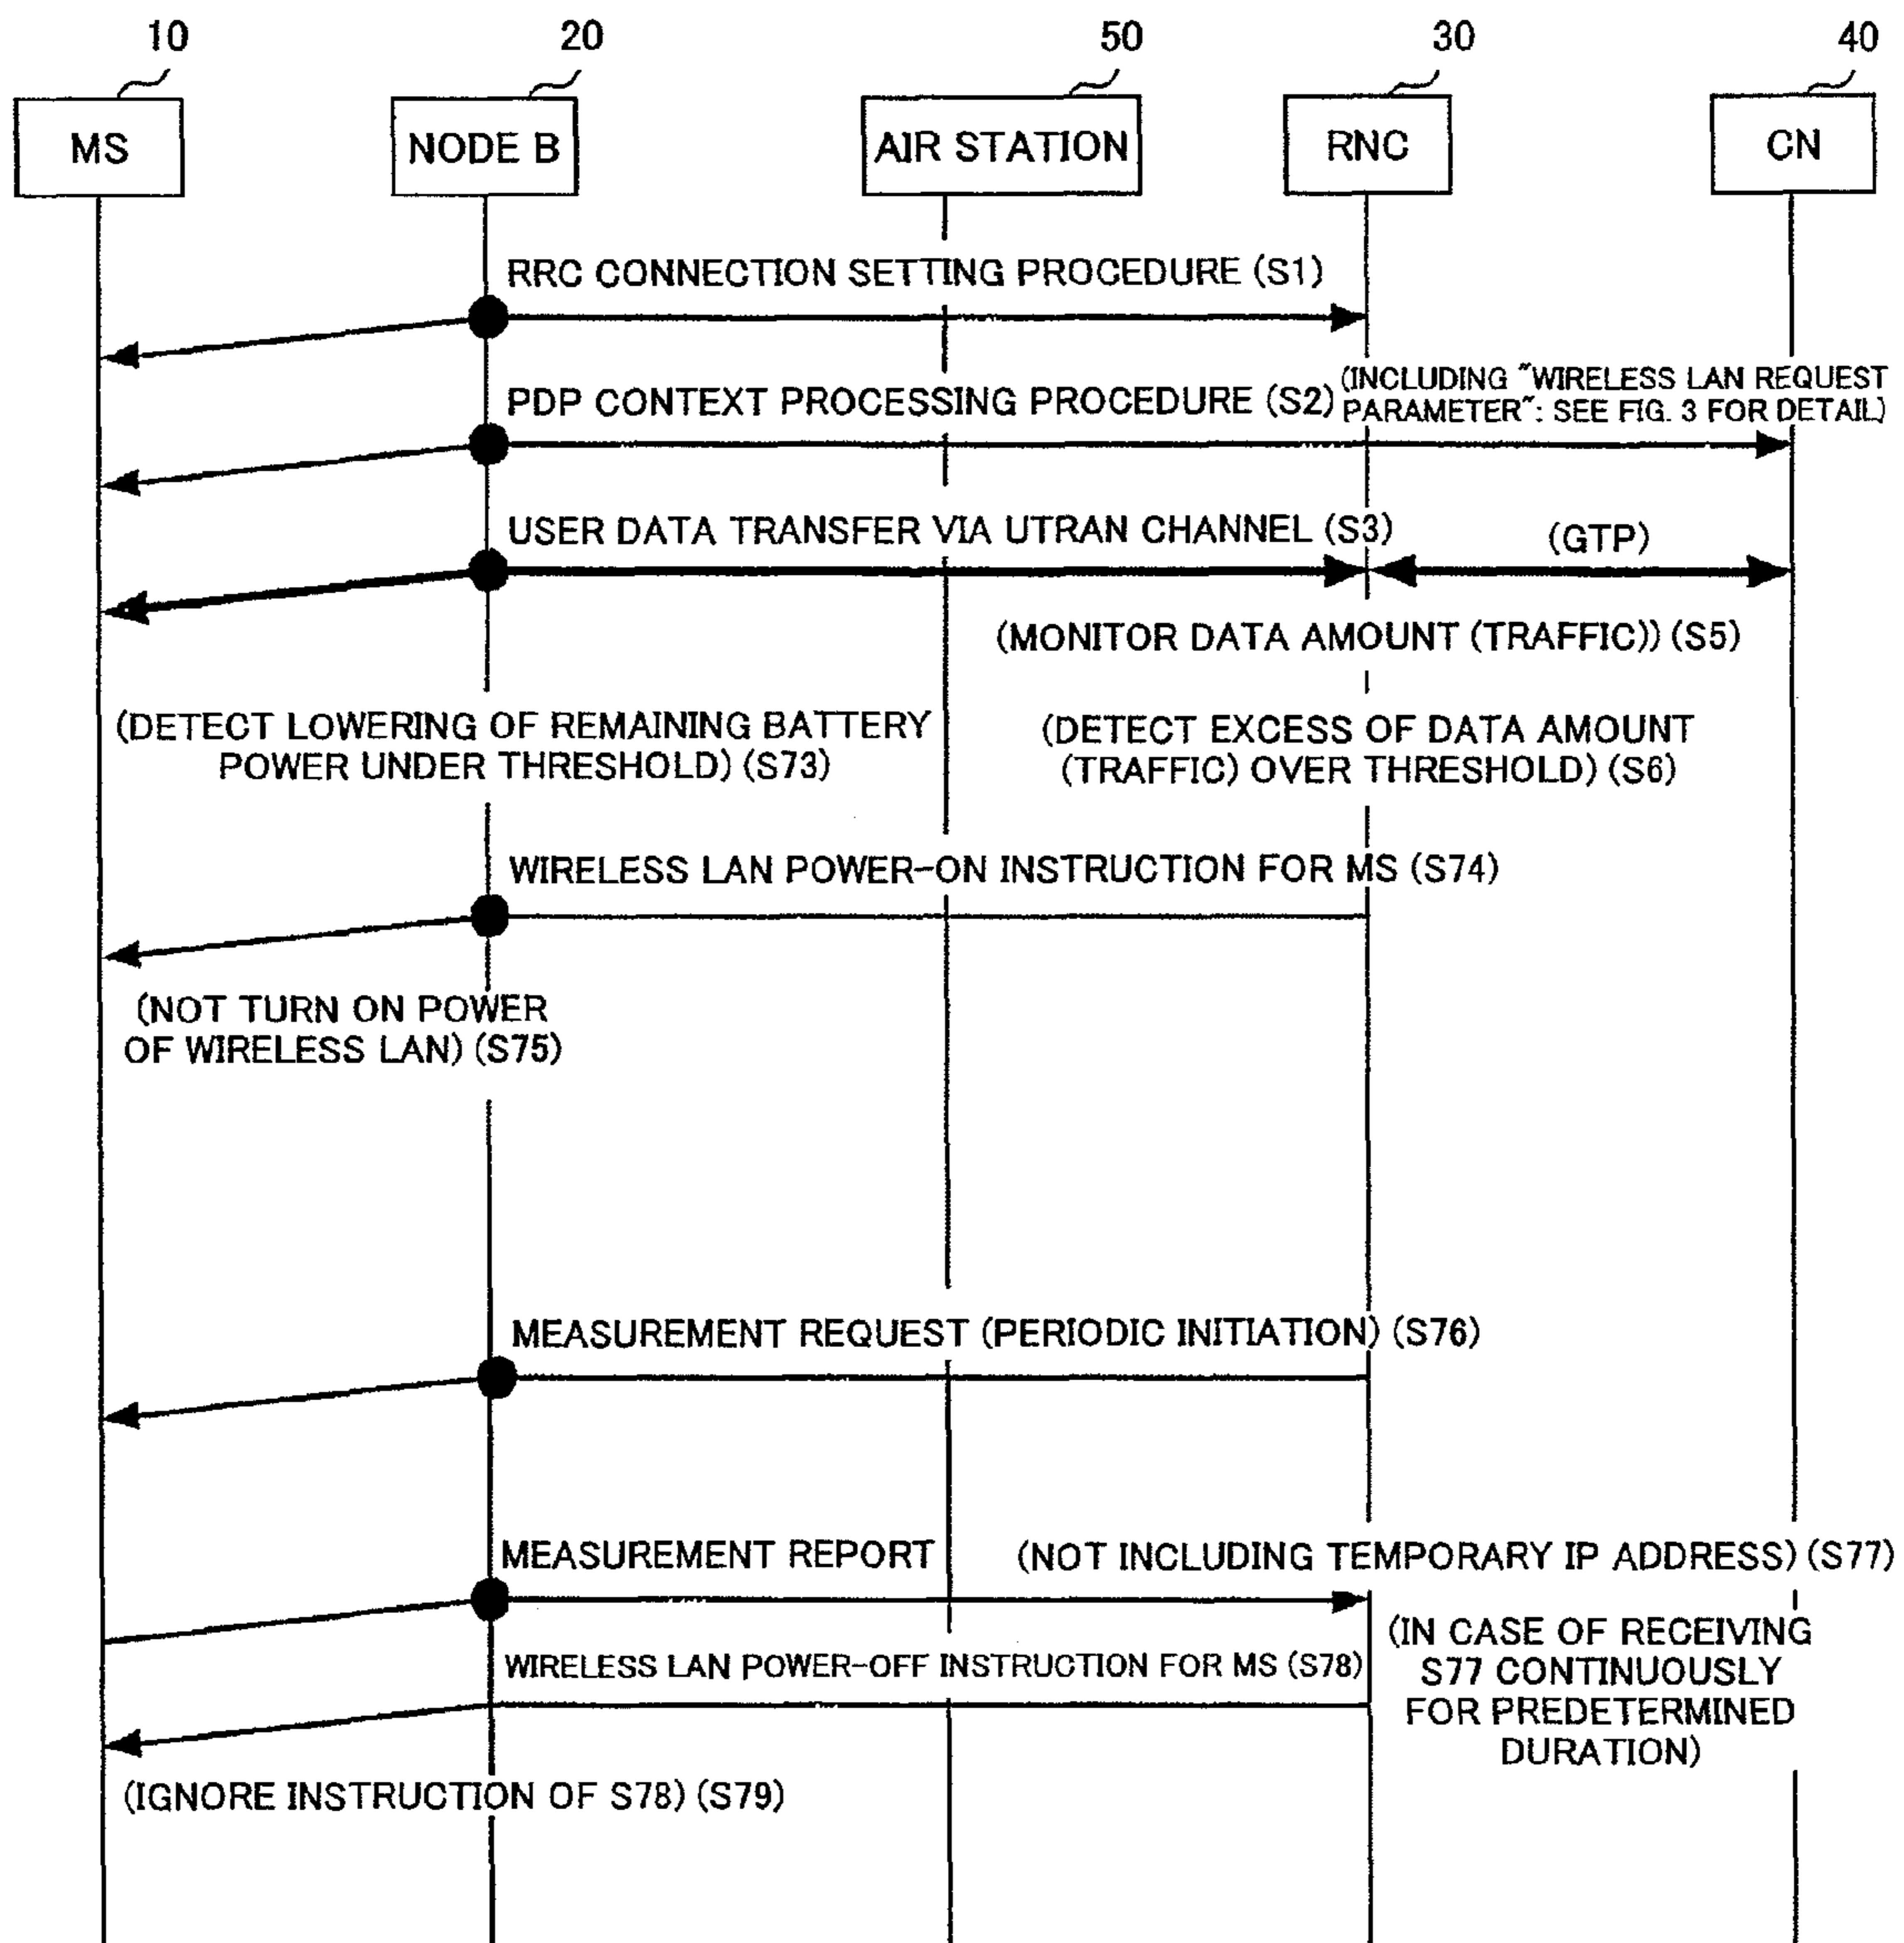 10
20
50
30
40
MS
NODE B
AIR STATION
RNC
CN
RRC CONNECTION SETTING PROCEDURE (S1)
PDP CONTEXT PROCESSING PROCEDURE (S2)
(INCLUDING "WIRELESS LAN REQUEST
PARAMETER": SEE FIG. 3 FOR DETAIL)
USER DATA TRANSFER VIA UTRAN CHANNEL (S3)
(GTP)
(MONITOR DATA AMOUNT (TRAFFIC)) (S5)
(DETECT LOWERING OF REMAINING BATTERY
POWER UNDER THRESHOLD) (S73)
(DETECT EXCESS OF DATA AMOUNT
(TRAFFIC) OVER THRESHOLD) (S6)
WIRELESS LAN POWER-ON INSTRUCTION FOR MS (S74)
(NOT TURN ON POWER
OF WIRELESS LAN) (S75)
MEASUREMENT REQUEST (PERIODIC INITIATION) (S76)
MEASUREMENT REPORT
(NOT INCLUDING TEMPORARY IP ADDRESS) (S77)
(IN CASE OF RECEIVING
S77 CONTINUOUSLY
FOR PREDETERMINED
DURATION)
WIRELESS LAN POWER-OFF INSTRUCTION FOR MS (S78)
(IGNORE INSTRUCTION OF S78) (S79)